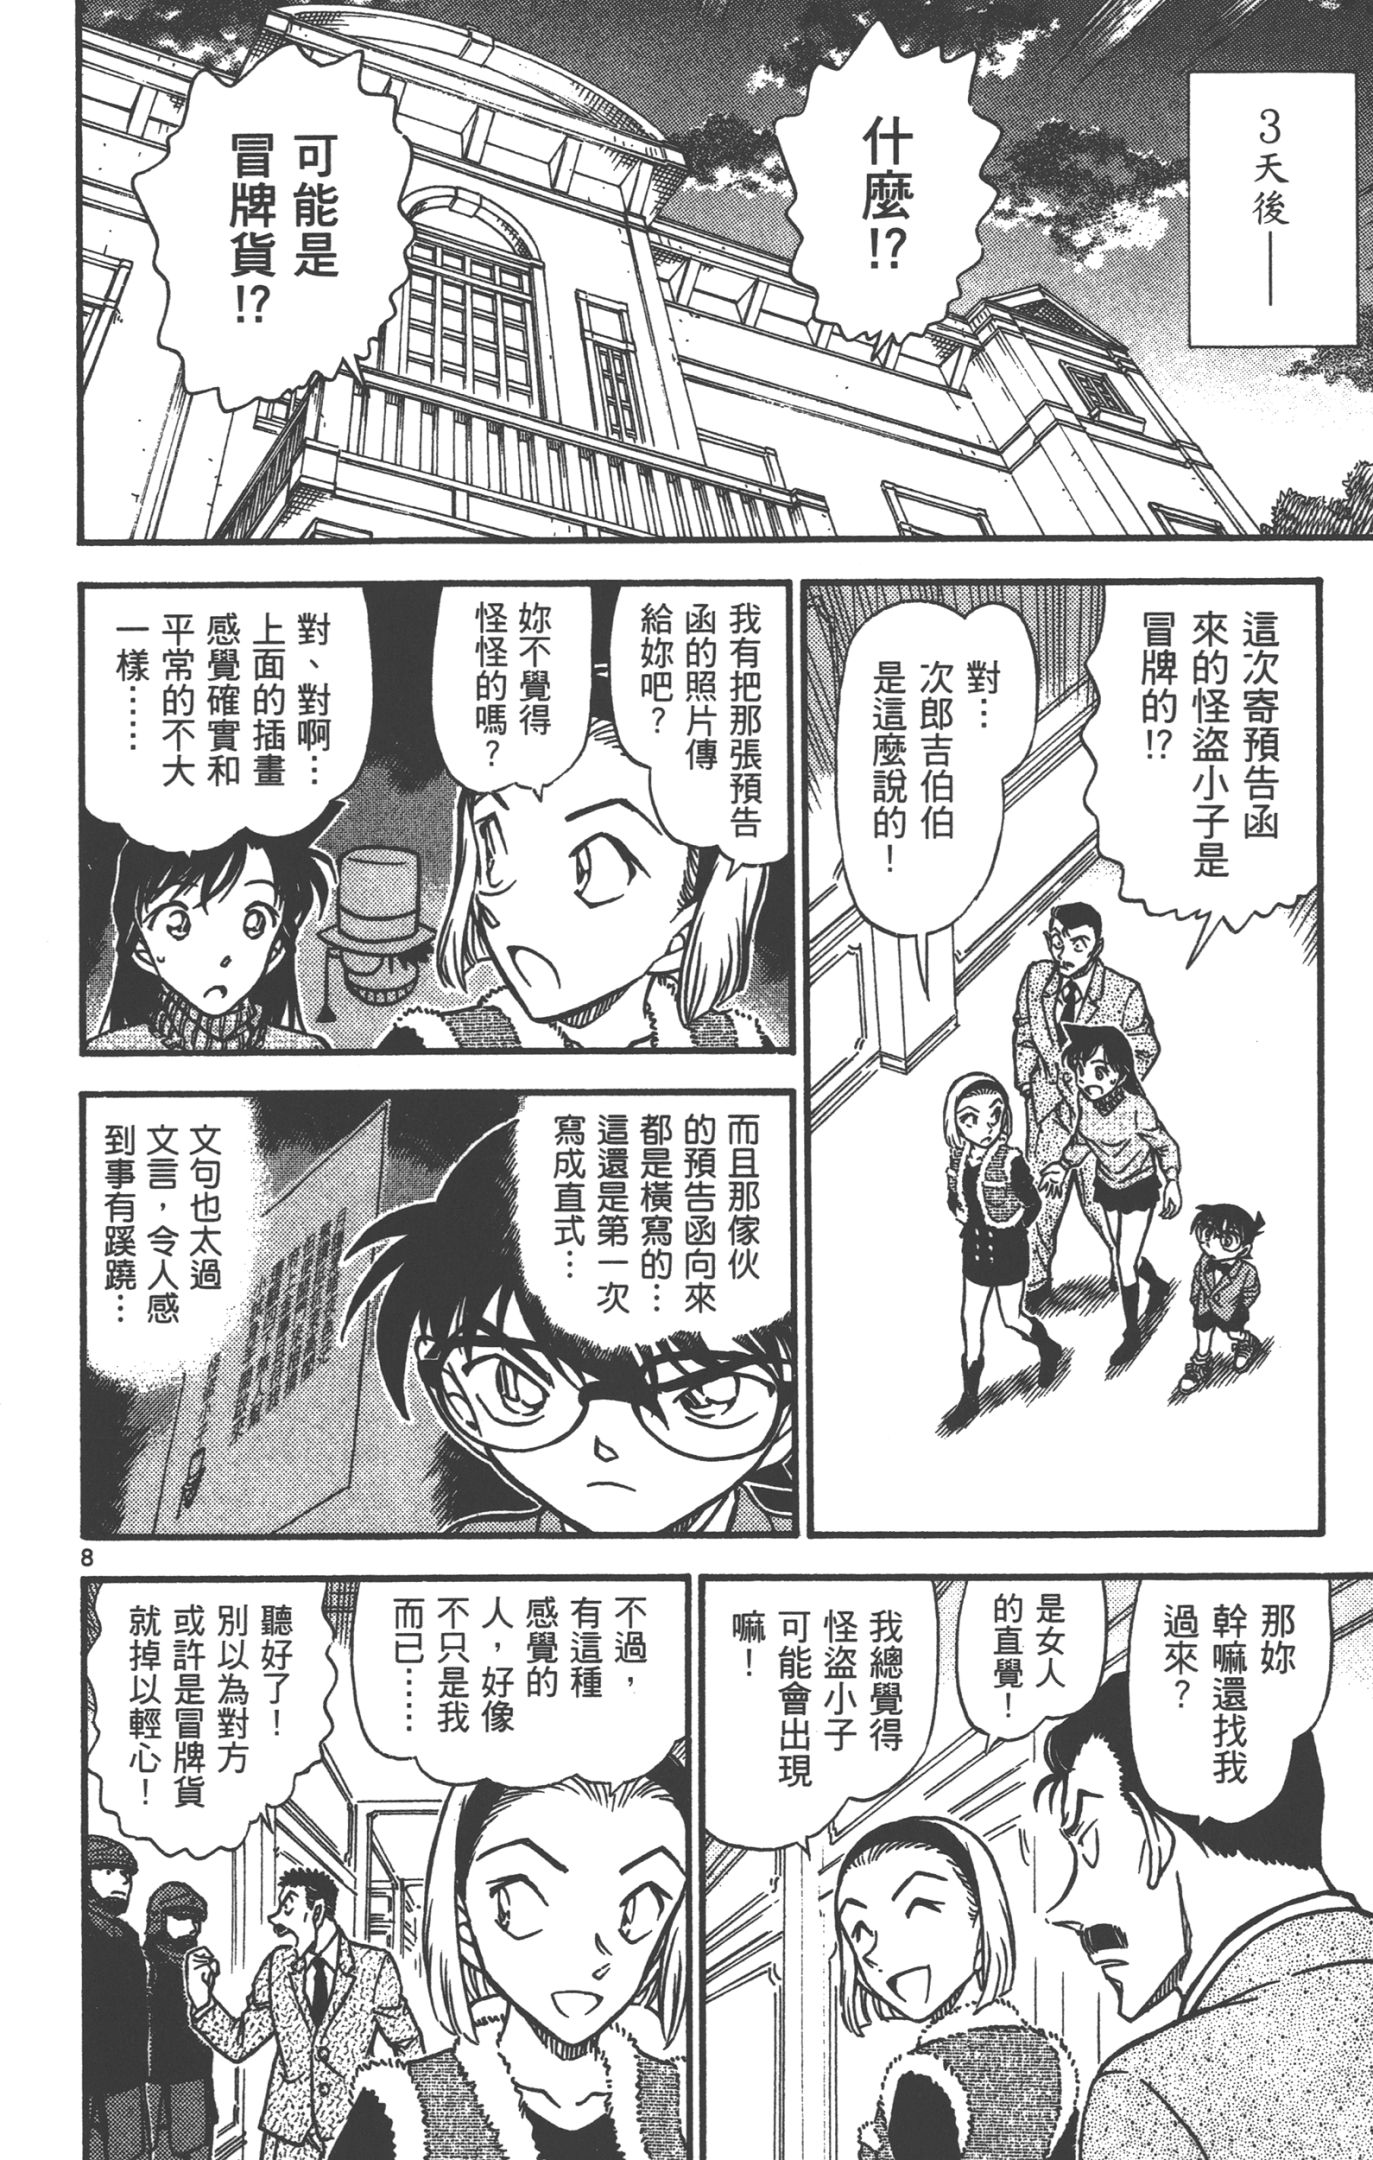 3天後——
什麼!?
可能是
冒牌貨!?
這次寄預告函
來的怪盜小子是
冒牌的!?
對…
次郎吉伯伯
是這麼說的！
我有把那張預告
函的照片傳
給妳吧？
妳不覺得
怪怪的嗎？
對、對啊…
上面的插畫
感覺確實和
平常的不大
一樣……
而且那傢伙
的預告函向來
都是橫寫的…
這還是第一次
寫成直式…
文句也太過
文言，令人感
到事有蹊蹺…
8
那妳
幹嘛還找我
過來？
是女人
的直覺！
我總覺得
怪盜小子
可能會出現
嘛！
不過，
有這種
感覺的
人，好像
不只是我
而已……
聽好了！
別以為對方
或許是冒牌貨
就掉以輕心！